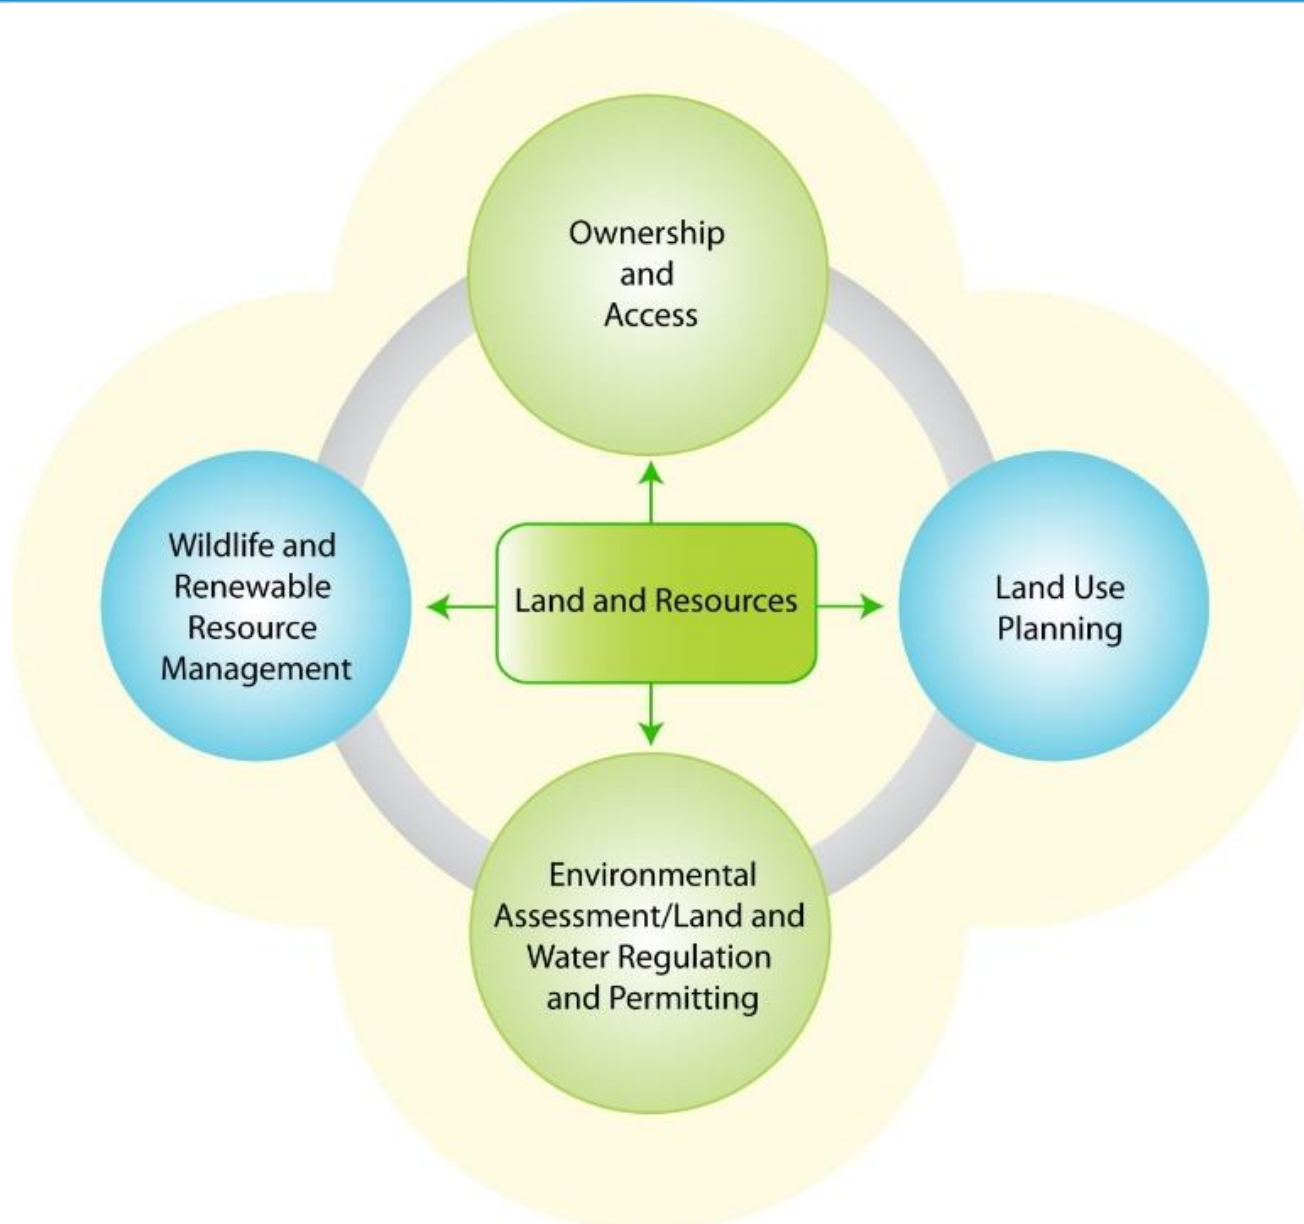 Ownership
and
Access
Wildlife and
Renewable
Resource
Management
Land and Resources
Land Use
Planning
Environmental
Assessment/Land and
Water Regulation
and Permitting